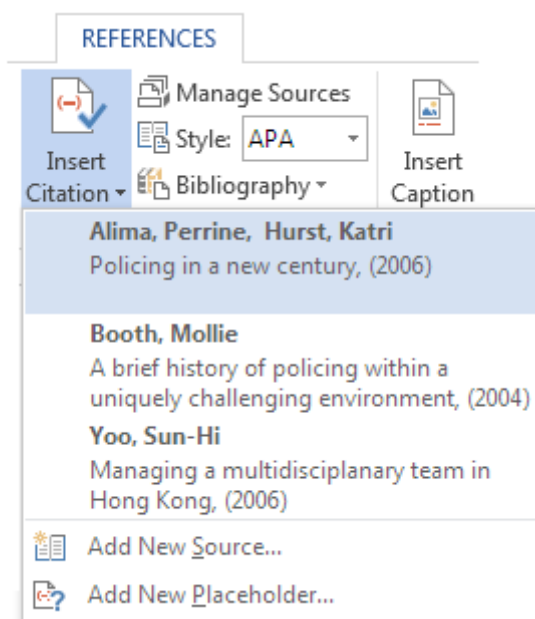 REFERENCES
Manage Sources
Style: APA
Insert
Citation
Bibliography
Insert
Caption
Alima, Perrine, Hurst, Katri
Policing in a new century, (2006)
Booth, Mollie
A brief history of policing within a
uniquely challenging environment, (2004)
Yoo, Sun-Hi
Managing a multidisciplanary team in
Hong Kong, (2006)
Add New Source...
Add New Placeholder...